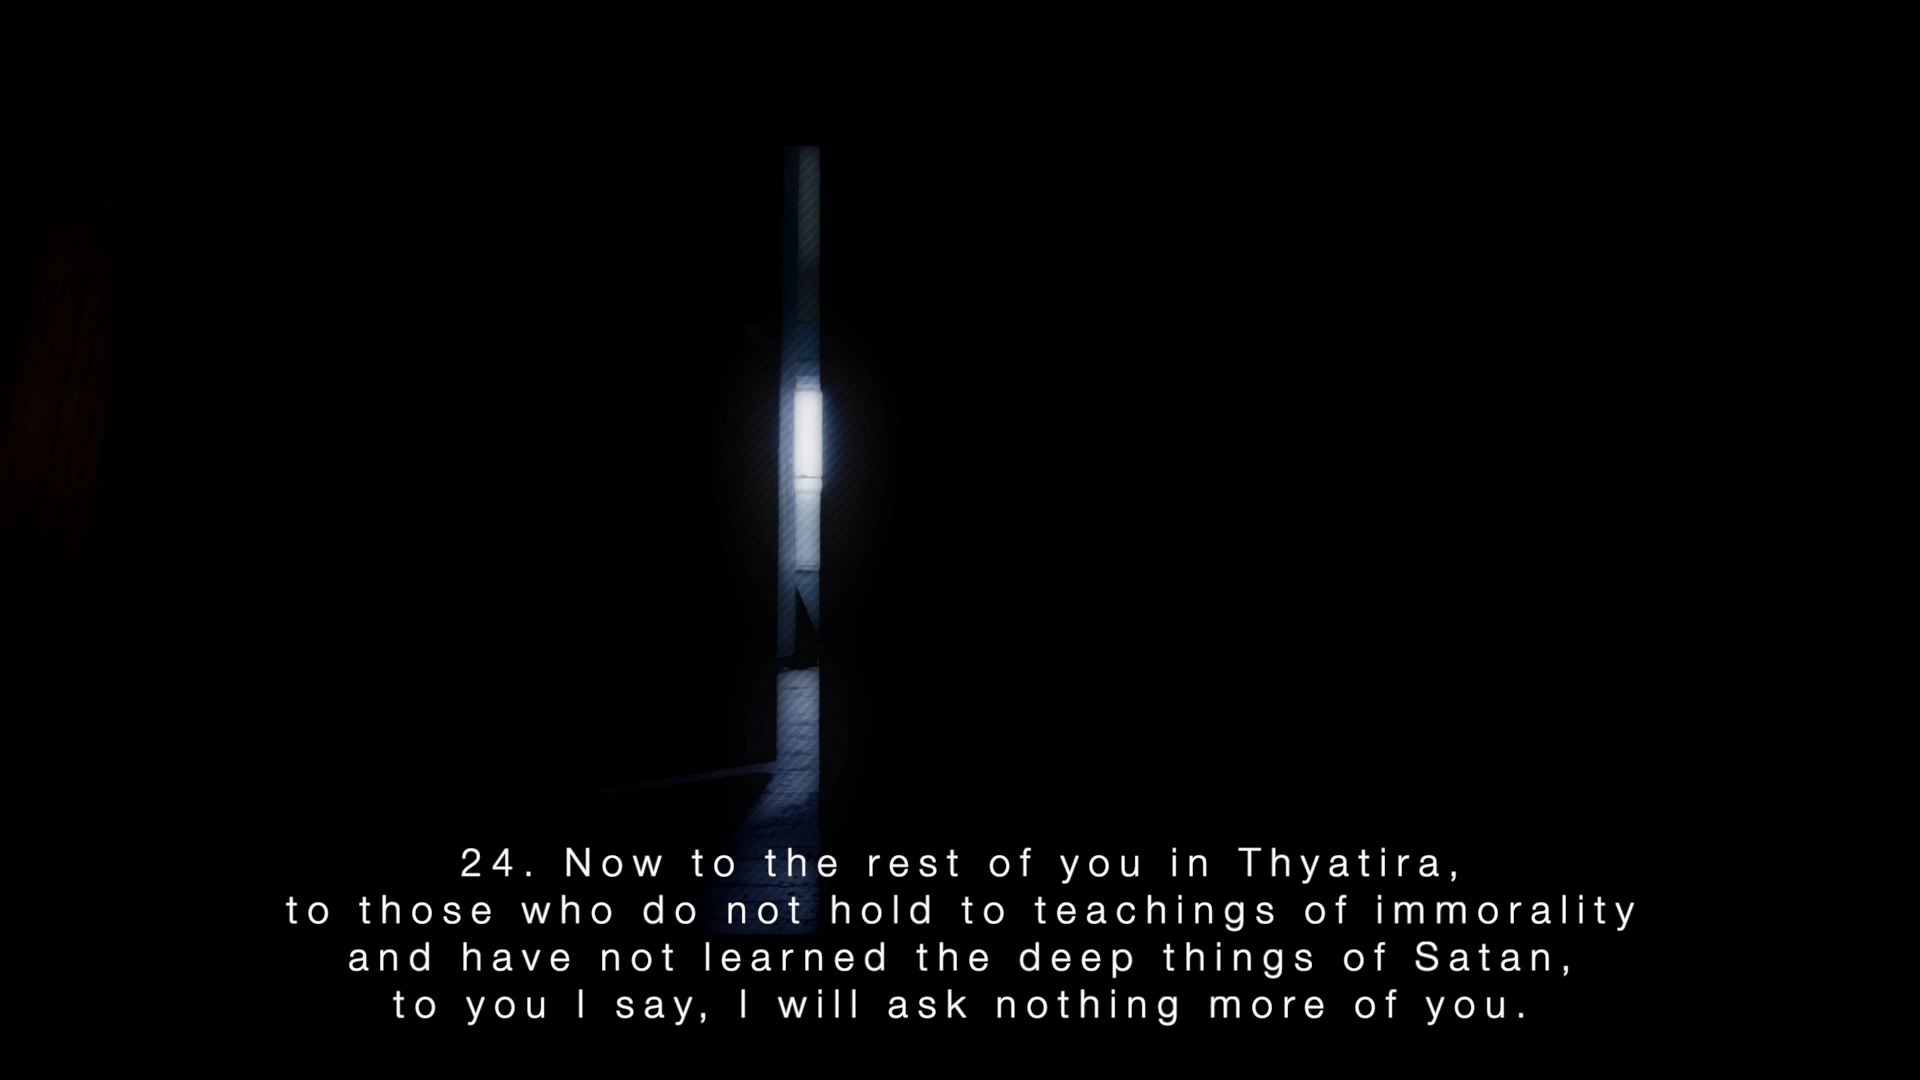 24. Now to the rest of you in Thyatira,
to those who do not hold to teachings of immorality
and have not learned the deep things of Satan,
to you I say, I will ask nothing more of you.